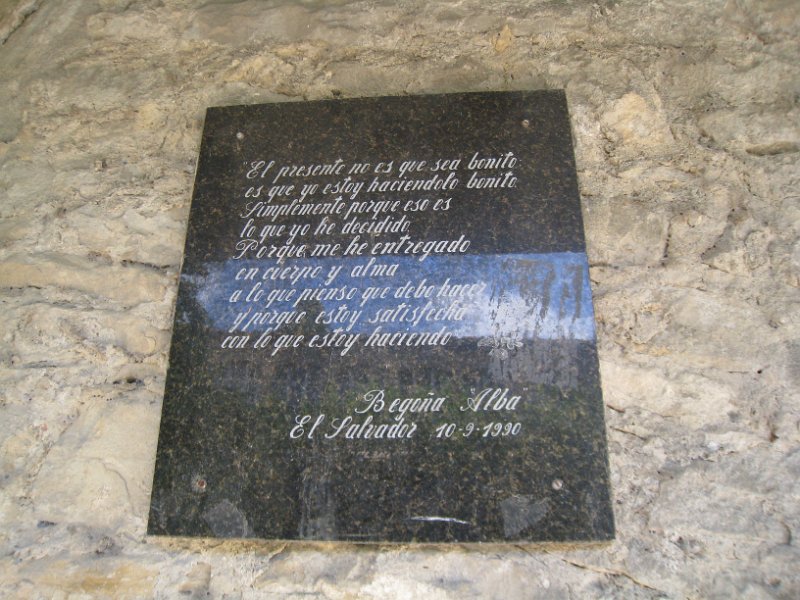 "El presente no es que sea bonito:
es que yo estoy haciendolo bonito.
Simplemente porque eso es
lo que yo he decidido.
Porque me he entregado
en cuerpo y alma
a lo que pienso que debo hacer
y porque estoy satisfecha
con lo que estoy haciendo"
Begoña "Alba"
El Salvador 10-9-1990